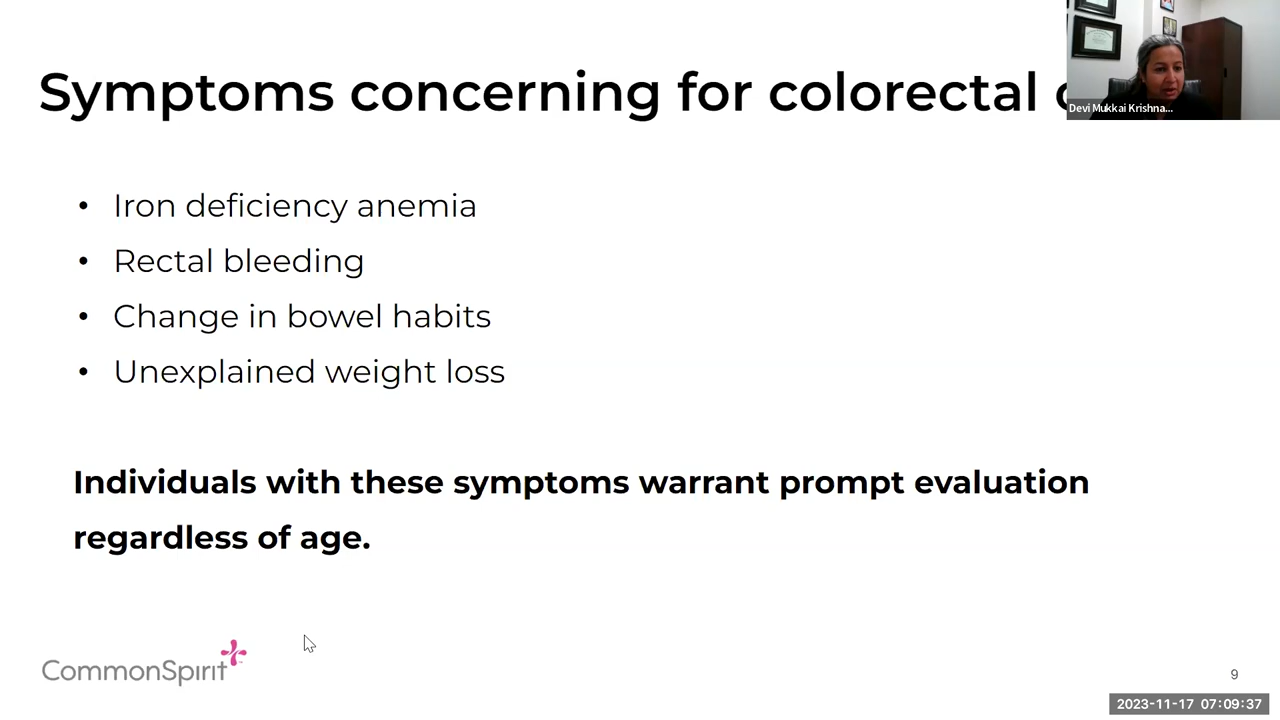 Symptoms concerning for colorectal
Devi Mukkai Krishna...
• Iron deficiency anemia
• Rectal bleeding
• Change in bowel habits
• Unexplained weight loss
Individuals with these symptoms warrant prompt evaluation
regardless of age.
CommonSpirit
9
2023-11-17 07:09:37